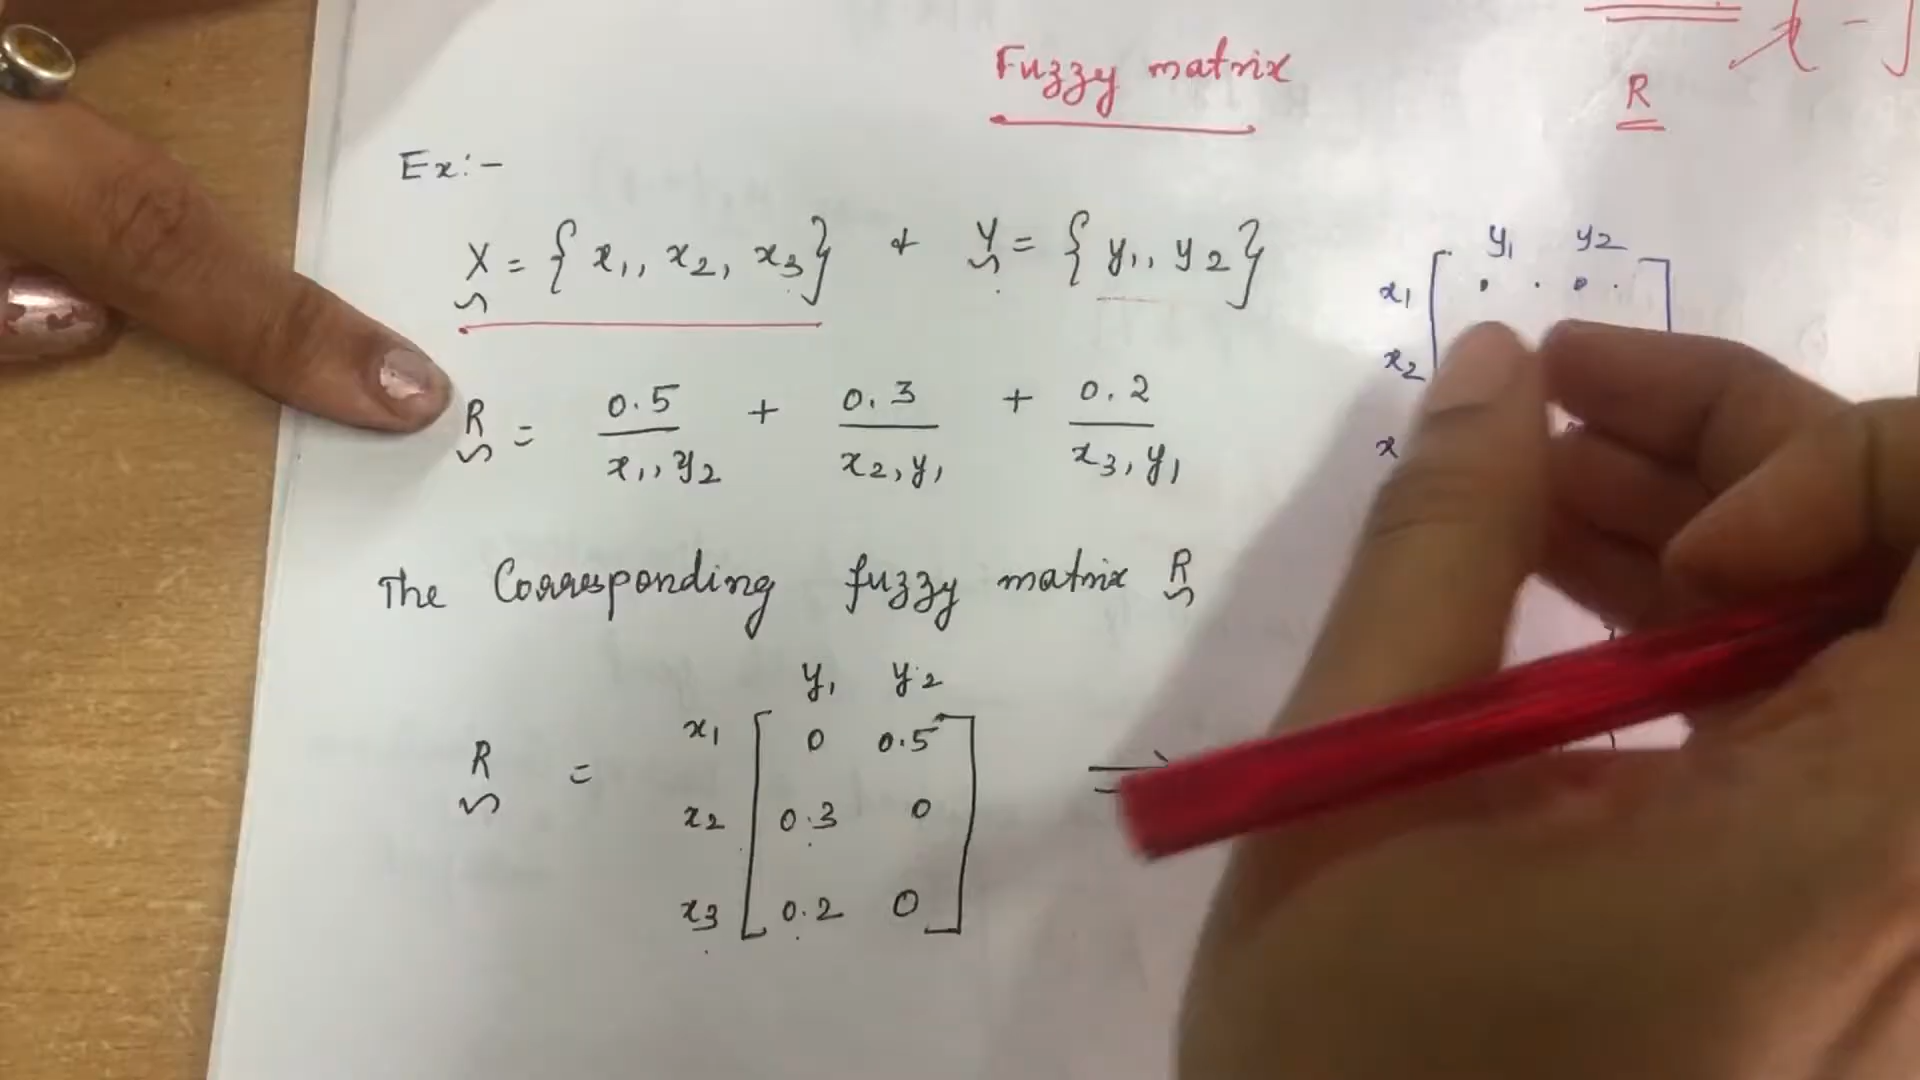 Fuzzy matrix
R
Ex:-
X = { x1, x2, x3 } & Y = { y1, y2 }
y1 y2
x1
x2
x
R = 0.5/x1, y2 + 0.3/x2, y1 + 0.2/x3, y1
The Corresponding fuzzy matrix R
y1 y2
R = x1 [ 0 0.5
x2 0.3 0
x3 0.2 0 ] ⇒